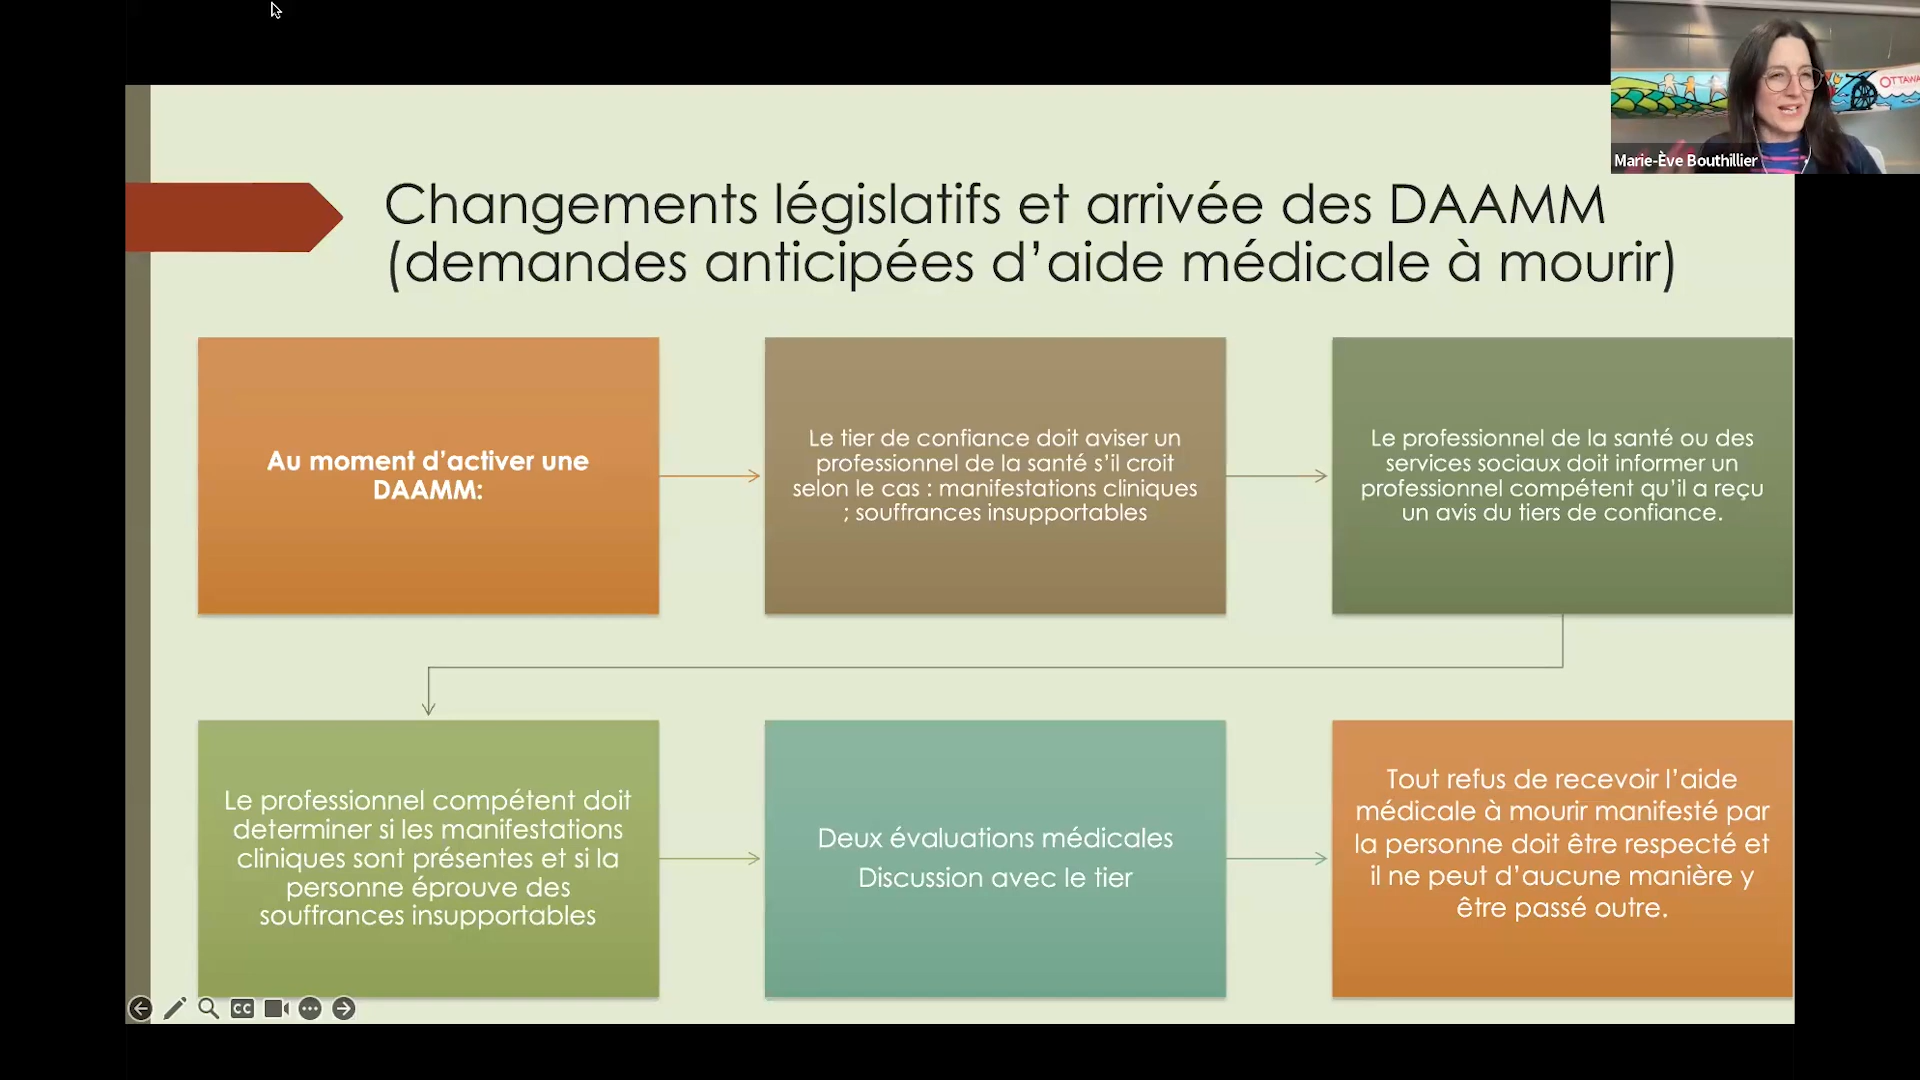 OTTAWA
Marie-Ève Bouthillier
Changements législatifs et arrivée des DAAMM
(demandes anticipées d’aide médicale à mourir)
Au moment d’activer une
DAAMM:
Le tier de confiance doit aviser un
professionnel de la santé s’il croit
selon le cas : manifestations cliniques
; souffrances insupportables
Le professionnel de la santé ou des
services sociaux doit informer un
professionnel compétent qu’il a reçu
un avis du tiers de confiance.
Le professionnel compétent doit
determiner si les manifestations
cliniques sont présentes et si la
personne éprouve des
souffrances insupportables
Deux évaluations médicales
Discussion avec le tier
Tout refus de recevoir l’aide
médicale à mourir manifesté par
la personne doit être respecté et
il ne peut d’aucune manière y
être passé outre.
CC